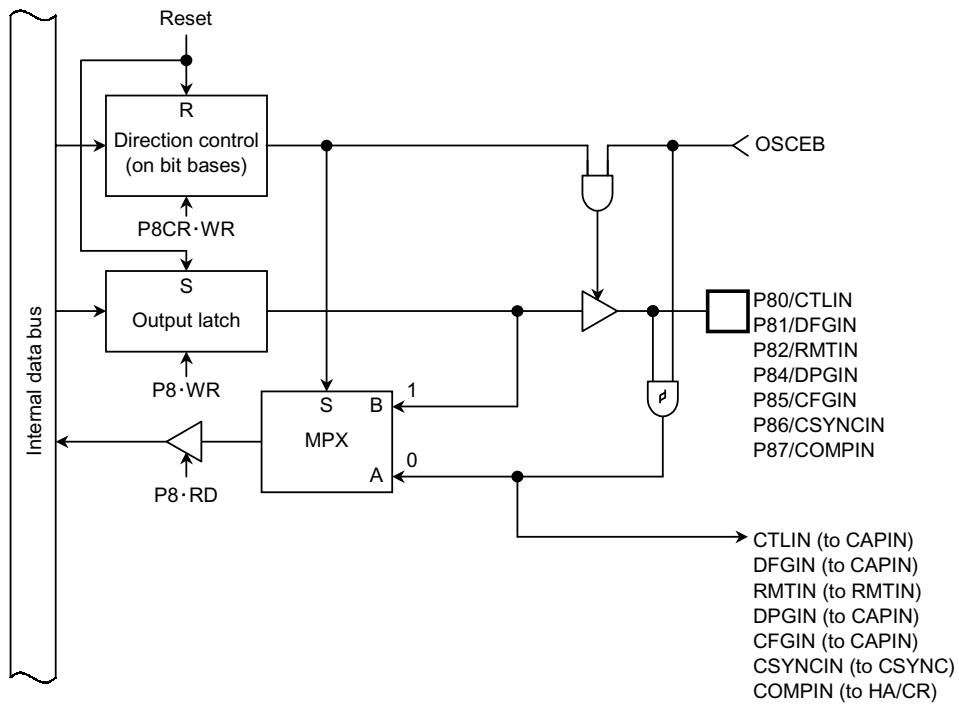 Reset
R
Direction control
(on bit bases)
OSCEB
P8CR·WR
S
Output latch
P8·WR
Internal data bus
P80/CTLIN
P81/DFGIN
P82/RMTIN
P84/DPGIN
P85/CFGIN
P86/CSYNCIN
P87/COMPIN
S
B
1
MPX
A
0
P8·RD
CTLIN (to CAPIN)
DFGIN (to CAPIN)
RMTIN (to RMTIN)
DPGIN (to CAPIN)
CFGIN (to CAPIN)
CSYNCIN (to CSYNC)
COMPIN (to HA/CR)